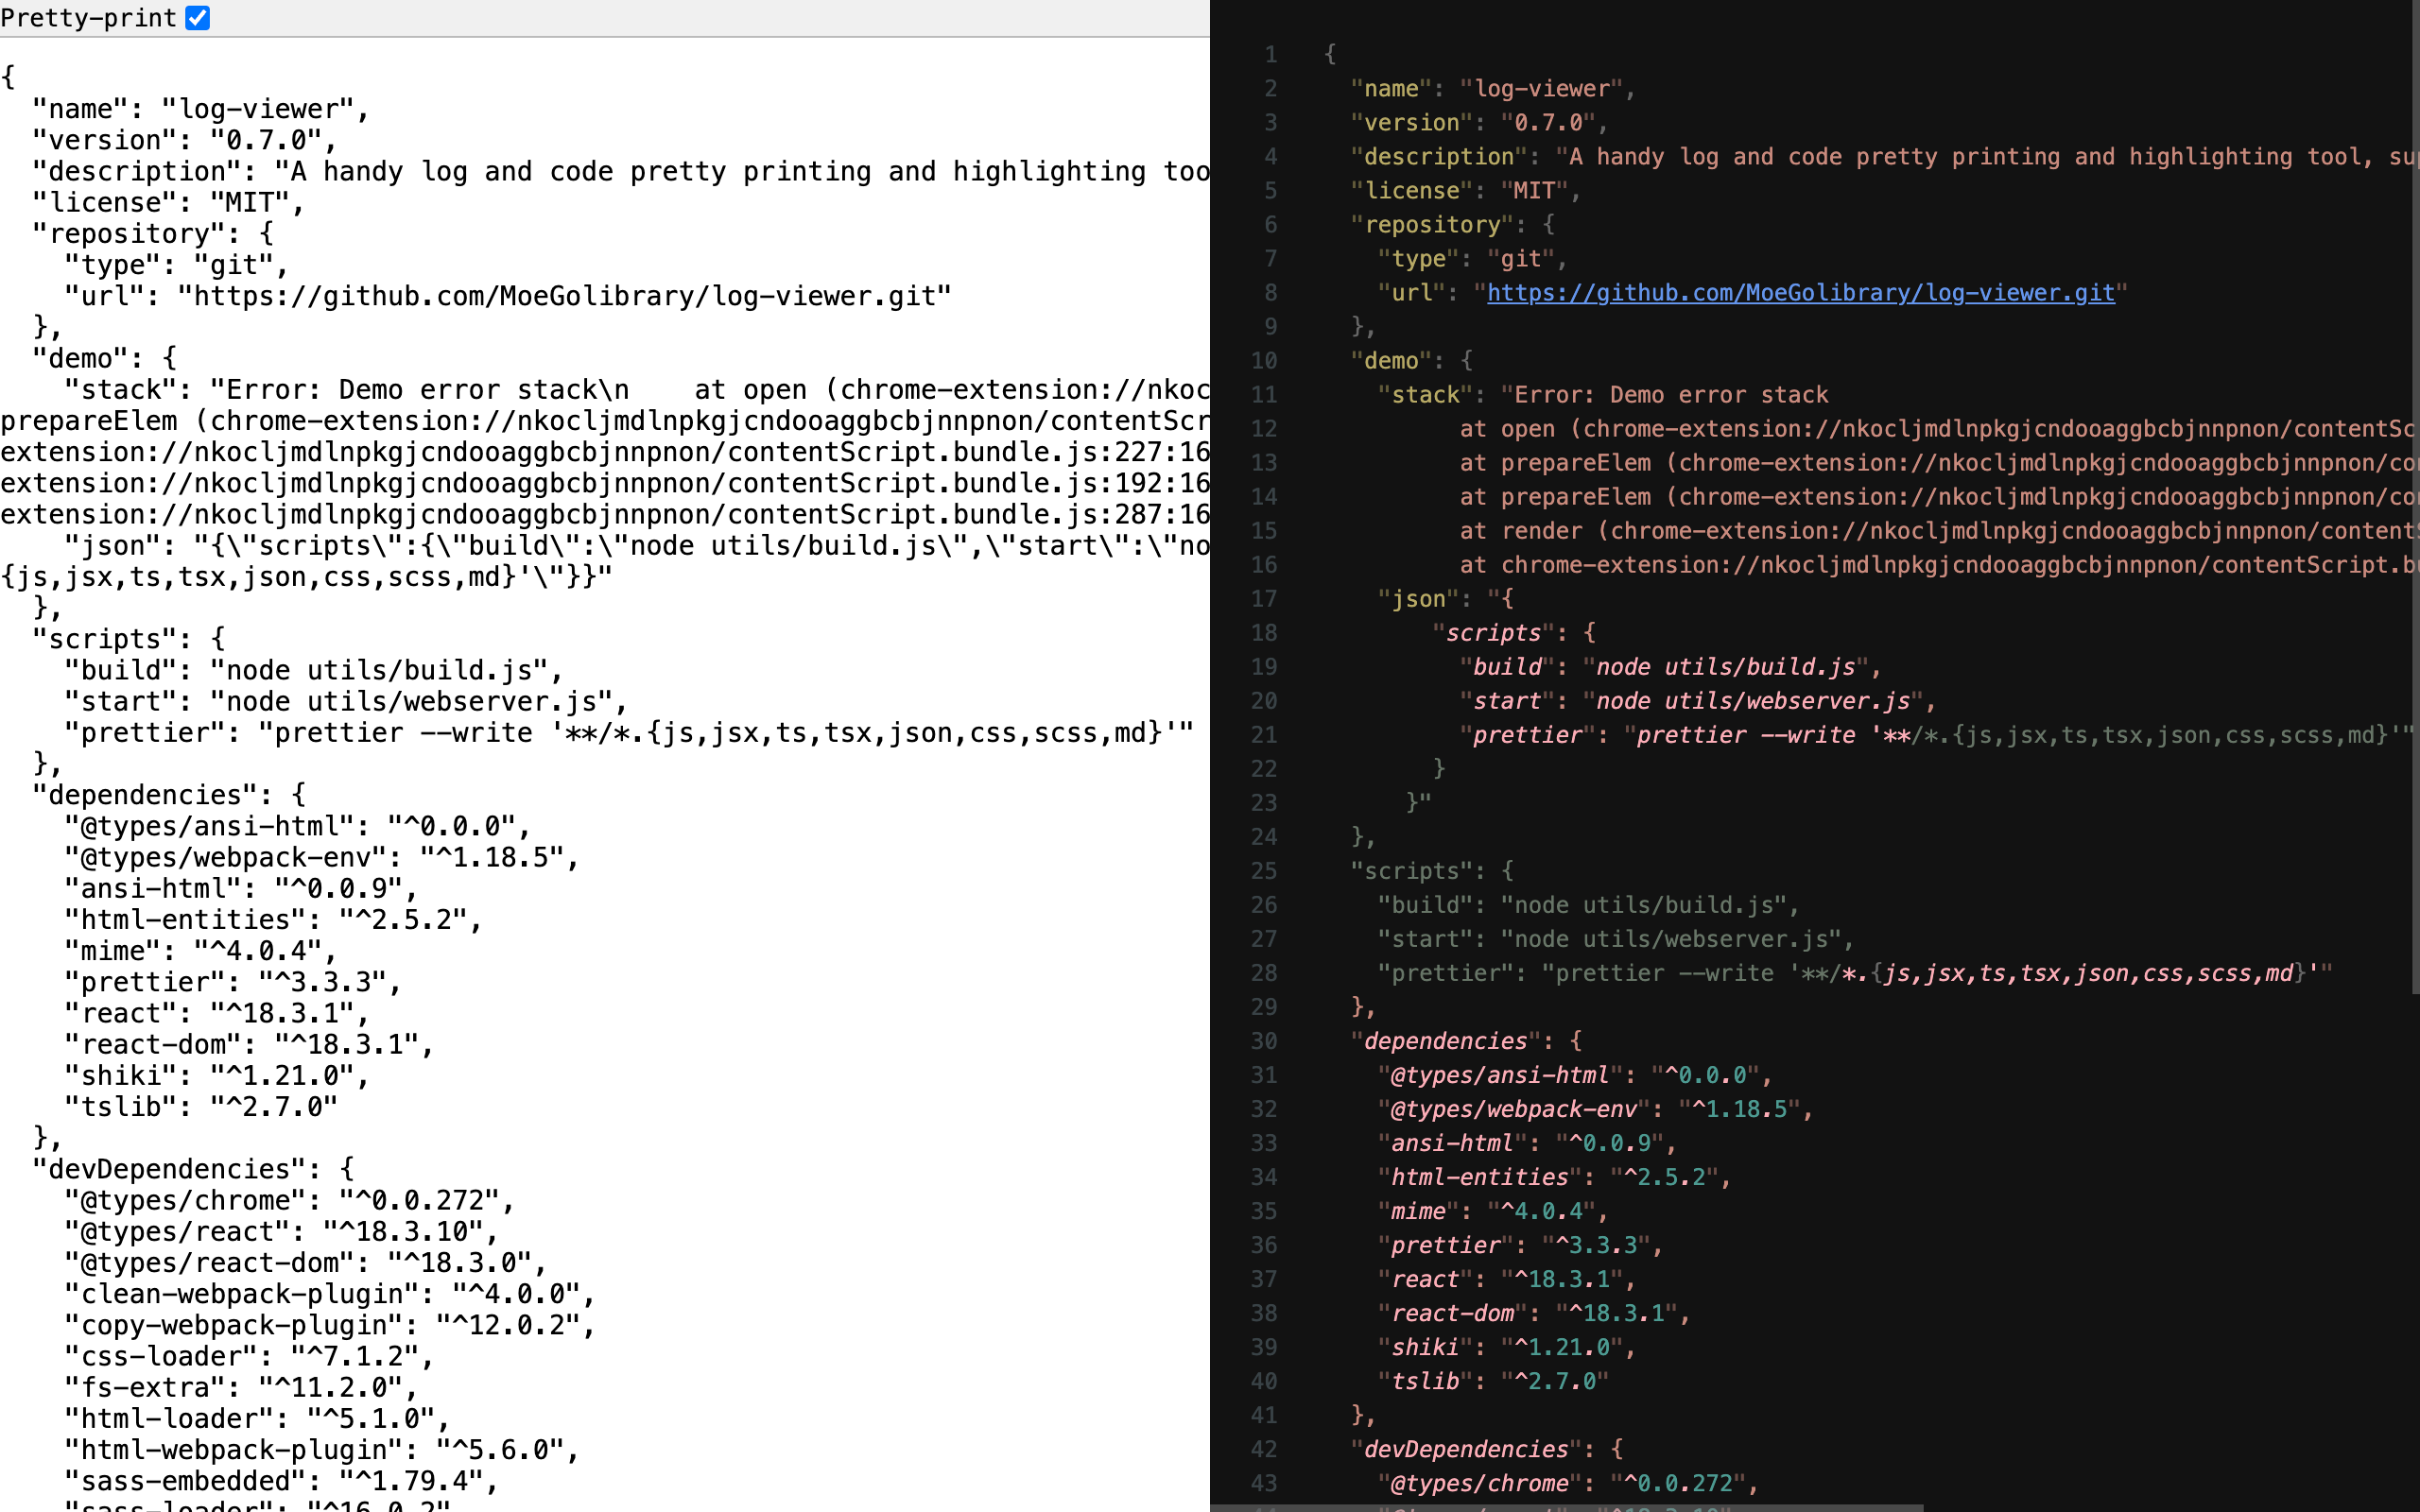 Pretty-print
{
  "name": "log-viewer",
  "version": "0.7.0",
  "description": "A handy log and code pretty printing and highlighting too
  "license": "MIT",
  "repository": {
    "type": "git",
    "url": "https://github.com/MoeGolibrary/log-viewer.git"
  },
  "demo": {
    "stack": "Error: Demo error stack\n    at open (chrome-extension://nkoc
prepareElem (chrome-extension://nkocljmdlnpkgjcndooaggbcbjnnpnon/contentScr
extension://nkocljmdlnpkgjcndooaggbcbjnnpnon/contentScript.bundle.js:227:16
extension://nkocljmdlnpkgjcndooaggbcbjnnpnon/contentScript.bundle.js:192:16
extension://nkocljmdlnpkgjcndooaggbcbjnnpnon/contentScript.bundle.js:287:16
    "json": "{\"scripts\":{\"build\":\"node utils/build.js\",\"start\":\"no
{js,jsx,ts,tsx,json,css,scss,md}'\"}}"
  },
  "scripts": {
    "build": "node utils/build.js",
    "start": "node utils/webserver.js",
    "prettier": "prettier --write '**/*.{js,jsx,ts,tsx,json,css,scss,md}'"
  },
  "dependencies": {
    "@types/ansi-html": "^0.0.0",
    "@types/webpack-env": "^1.18.5",
    "ansi-html": "^0.0.9",
    "html-entities": "^2.5.2",
    "mime": "^4.0.4",
    "prettier": "^3.3.3",
    "react": "^18.3.1",
    "react-dom": "^18.3.1",
    "shiki": "^1.21.0",
    "tslib": "^2.7.0"
  },
  "devDependencies": {
    "@types/chrome": "^0.0.272",
    "@types/react": "^18.3.10",
    "@types/react-dom": "^18.3.0",
    "clean-webpack-plugin": "^4.0.0",
    "copy-webpack-plugin": "^12.0.2",
    "css-loader": "^7.1.2",
    "fs-extra": "^11.2.0",
    "html-loader": "^5.1.0",
    "html-webpack-plugin": "^5.6.0",
    "sass-embedded": "^1.79.4",
    "sass-loader": "^16.0.2"
1 {
2   "name": "log-viewer",
3   "version": "0.7.0",
4   "description": "A handy log and code pretty printing and highlighting tool, su
5   "license": "MIT",
6   "repository": {
7     "type": "git",
8     "url": "https://github.com/MoeGolibrary/log-viewer.git"
9   },
10   "demo": {
11     "stack": "Error: Demo error stack
12           at open (chrome-extension://nkocljmdlnpkgjcndooaggbcbjnnpnon/contentSc
13           at prepareElem (chrome-extension://nkocljmdlnpkgjcndooaggbcbjnnpnon/co
14           at prepareElem (chrome-extension://nkocljmdlnpkgjcndooaggbcbjnnpnon/co
15           at render (chrome-extension://nkocljmdlnpkgjcndooaggbcbjnnpnon/contentS
16           at chrome-extension://nkocljmdlnpkgjcndooaggbcbjnnpnon/contentScript.b
17     "json": "{
18         "scripts": {
19           "build": "node utils/build.js",
20           "start": "node utils/webserver.js",
21           "prettier": "prettier --write '**/*.{js,jsx,ts,tsx,json,css,scss,md}'"
22         }
23       }"
24   },
25   "scripts": {
26     "build": "node utils/build.js",
27     "start": "node utils/webserver.js",
28     "prettier": "prettier --write '**/*.{js,jsx,ts,tsx,json,css,scss,md}'"
29   },
30   "dependencies": {
31     "@types/ansi-html": "^0.0.0",
32     "@types/webpack-env": "^1.18.5",
33     "ansi-html": "^0.0.9",
34     "html-entities": "^2.5.2",
35     "mime": "^4.0.4",
36     "prettier": "^3.3.3",
37     "react": "^18.3.1",
38     "react-dom": "^18.3.1",
39     "shiki": "^1.21.0",
40     "tslib": "^2.7.0"
41   },
42   "devDependencies": {
43     "@types/chrome": "^0.0.272",